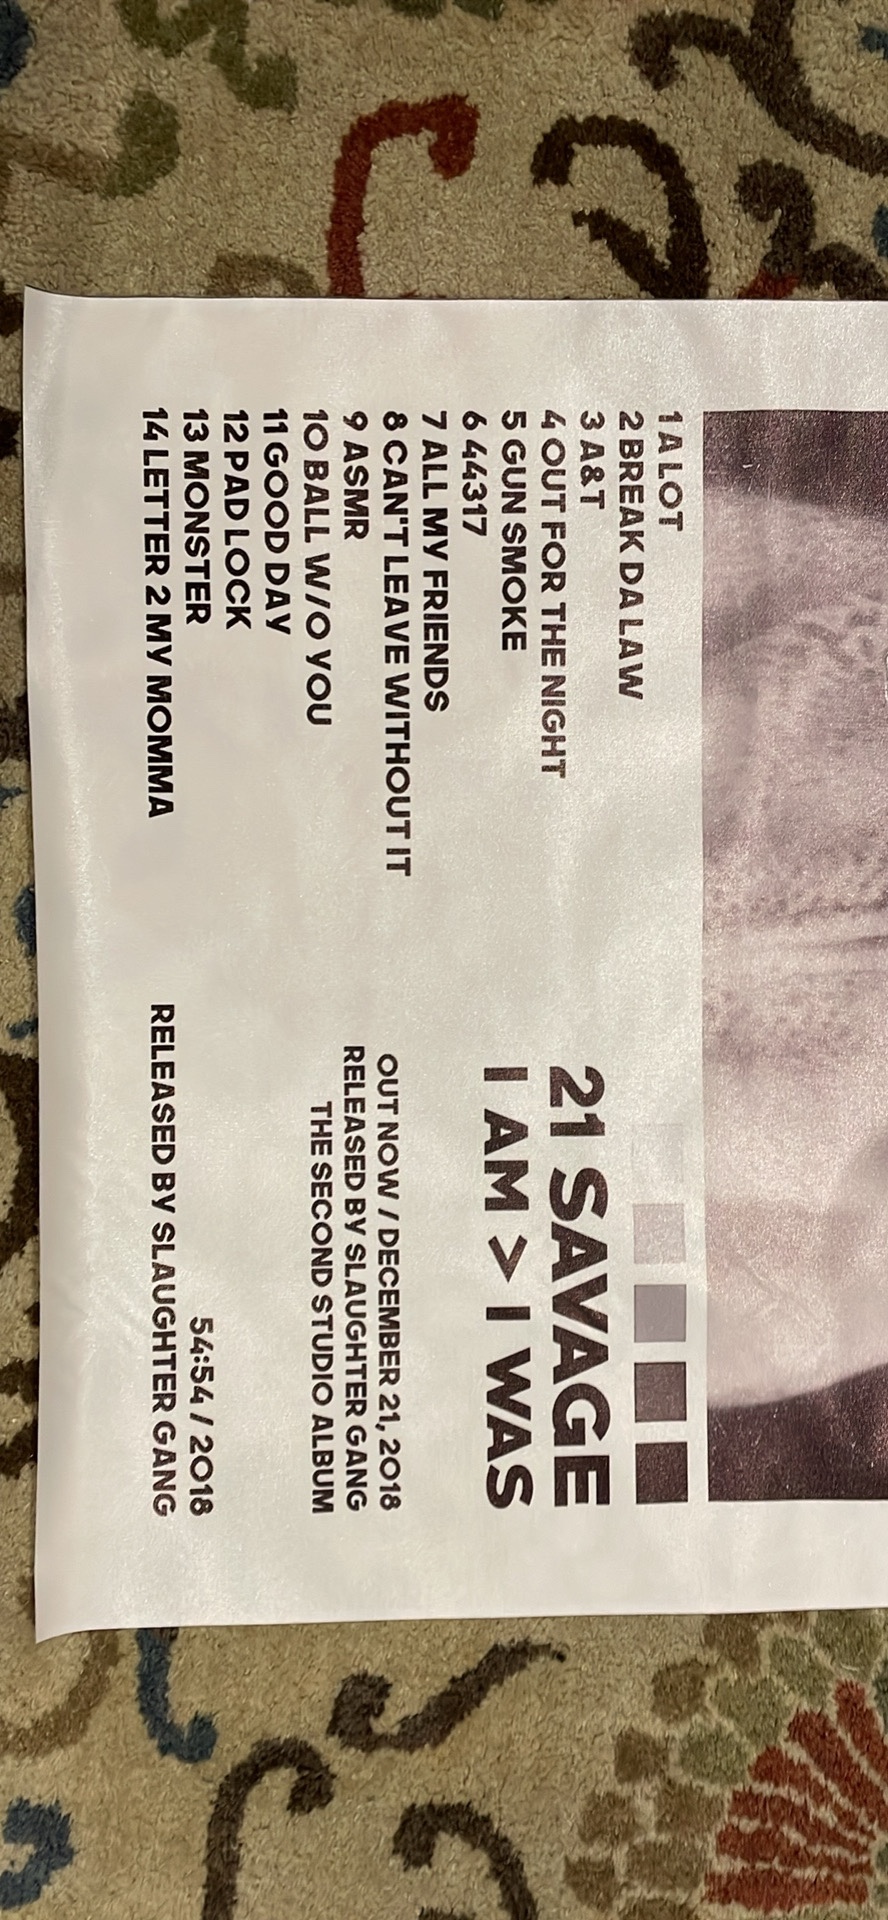 1 A LOT
2 BREAK DA LAW
3 A&T
4 OUT FOR THE NIGHT
5 GUN SMOKE
6 44317
7 ALL MY FRIENDS
8 CAN'T LEAVE WITHOUT IT
9 ASMR
10 BALL W/O YOU
11 GOOD DAY
12 PAD LOCK
13 MONSTER
14 LETTER 2 MY MOMMA
21 SAVAGE
I AM > I WAS
OUT NOW / DECEMBER 21, 2018
RELEASED BY SLAUGHTER GANG
THE SECOND STUDIO ALBUM
54:54 / 2018
RELEASED BY SLAUGHTER GANG